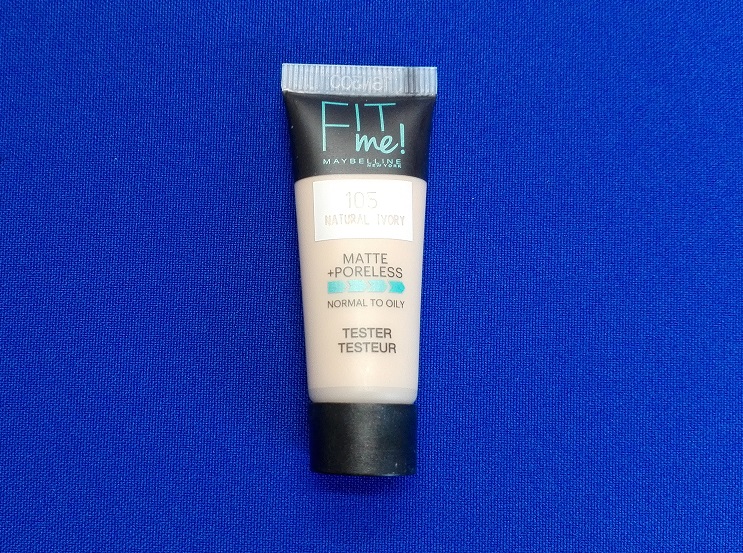 FIT
me!
MAYBELLINE
NEW YORK
105
NATURAL IVORY
MATTE
+PORELESS
NORMAL TO OILY
TESTER
TESTEUR